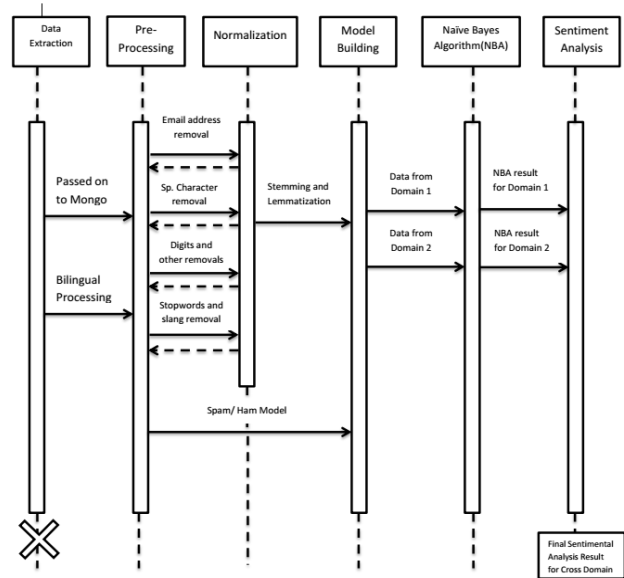 Data
Extraction
Pre-
Processing
Normalization
Model
Building
Naïve Bayes
Algorithm(NBA)
Sentiment
Analysis
Email address
removal
Passed on
to Mongo
Sp. Character
removal
Stemming and
Lemmatization
Data from
Domain 1
NBA result
for Domain 1
Digits and
other removals
Data from
Domain 2
NBA result
for Domain 2
Bilingual
Processing
Stopwords and
slang removal
Spam/ Ham Model
Final Sentimental
Analysis Result
for Cross Domain